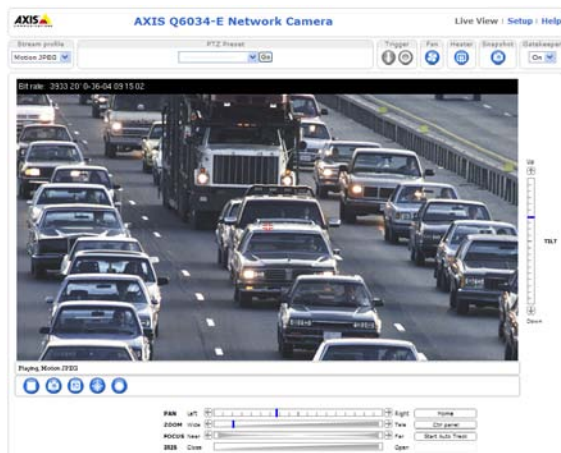 AXIS
AXIS Q6034-E Network Camera
Live View | Setup | Help
Stream profile
PTZ Preset
Trigger
Fan
Heater
Snapshot
Gatekeeper
Motion JPEG
Go
On
Up
TILT
Down
Playing, Motion JPEG
PAN Left Right Home
ZOOM Wide Tele Ctrl panel
FOCUS Near Far Start Auto Track
IRIS Close Open